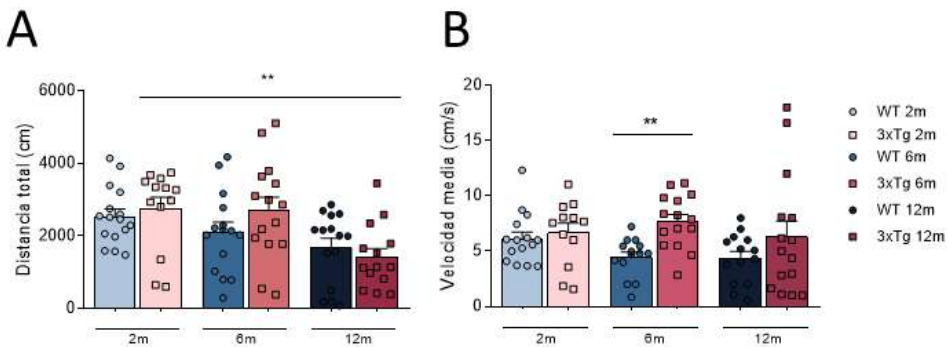 A
Distancia total (cm)
6000
4000
2000
0
**
2m
6m
12m
B
Velocidad media (cm/s)
20
15
10
5
0
**
2m
6m
12m
WT 2m
3xTg 2m
WT 6m
3xTg 6m
WT 12m
3xTg 12m